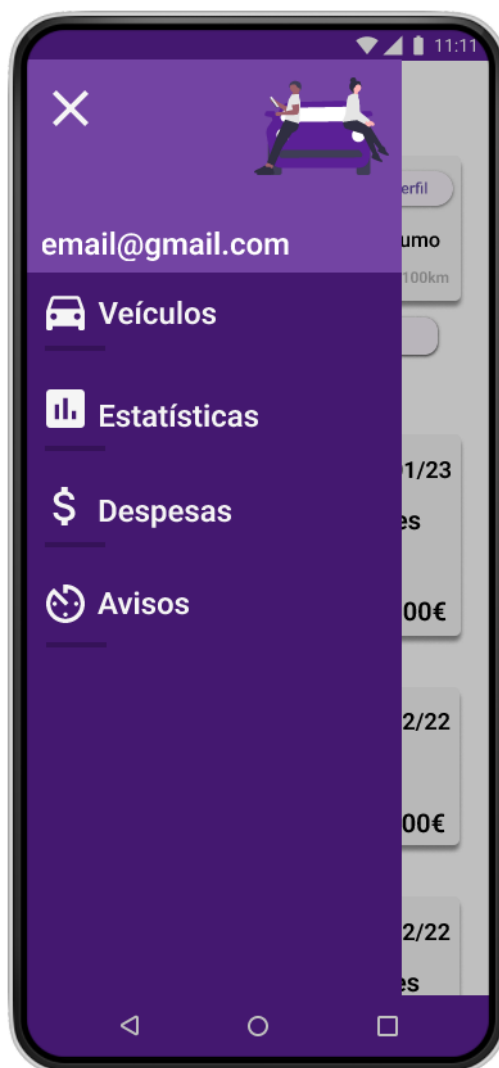 11:11
erfil
email@gmail.com
umo
100km
Veículos
Estatísticas
1/23
Despesas
es
Avisos
00€
2/22
00€
2/22
es